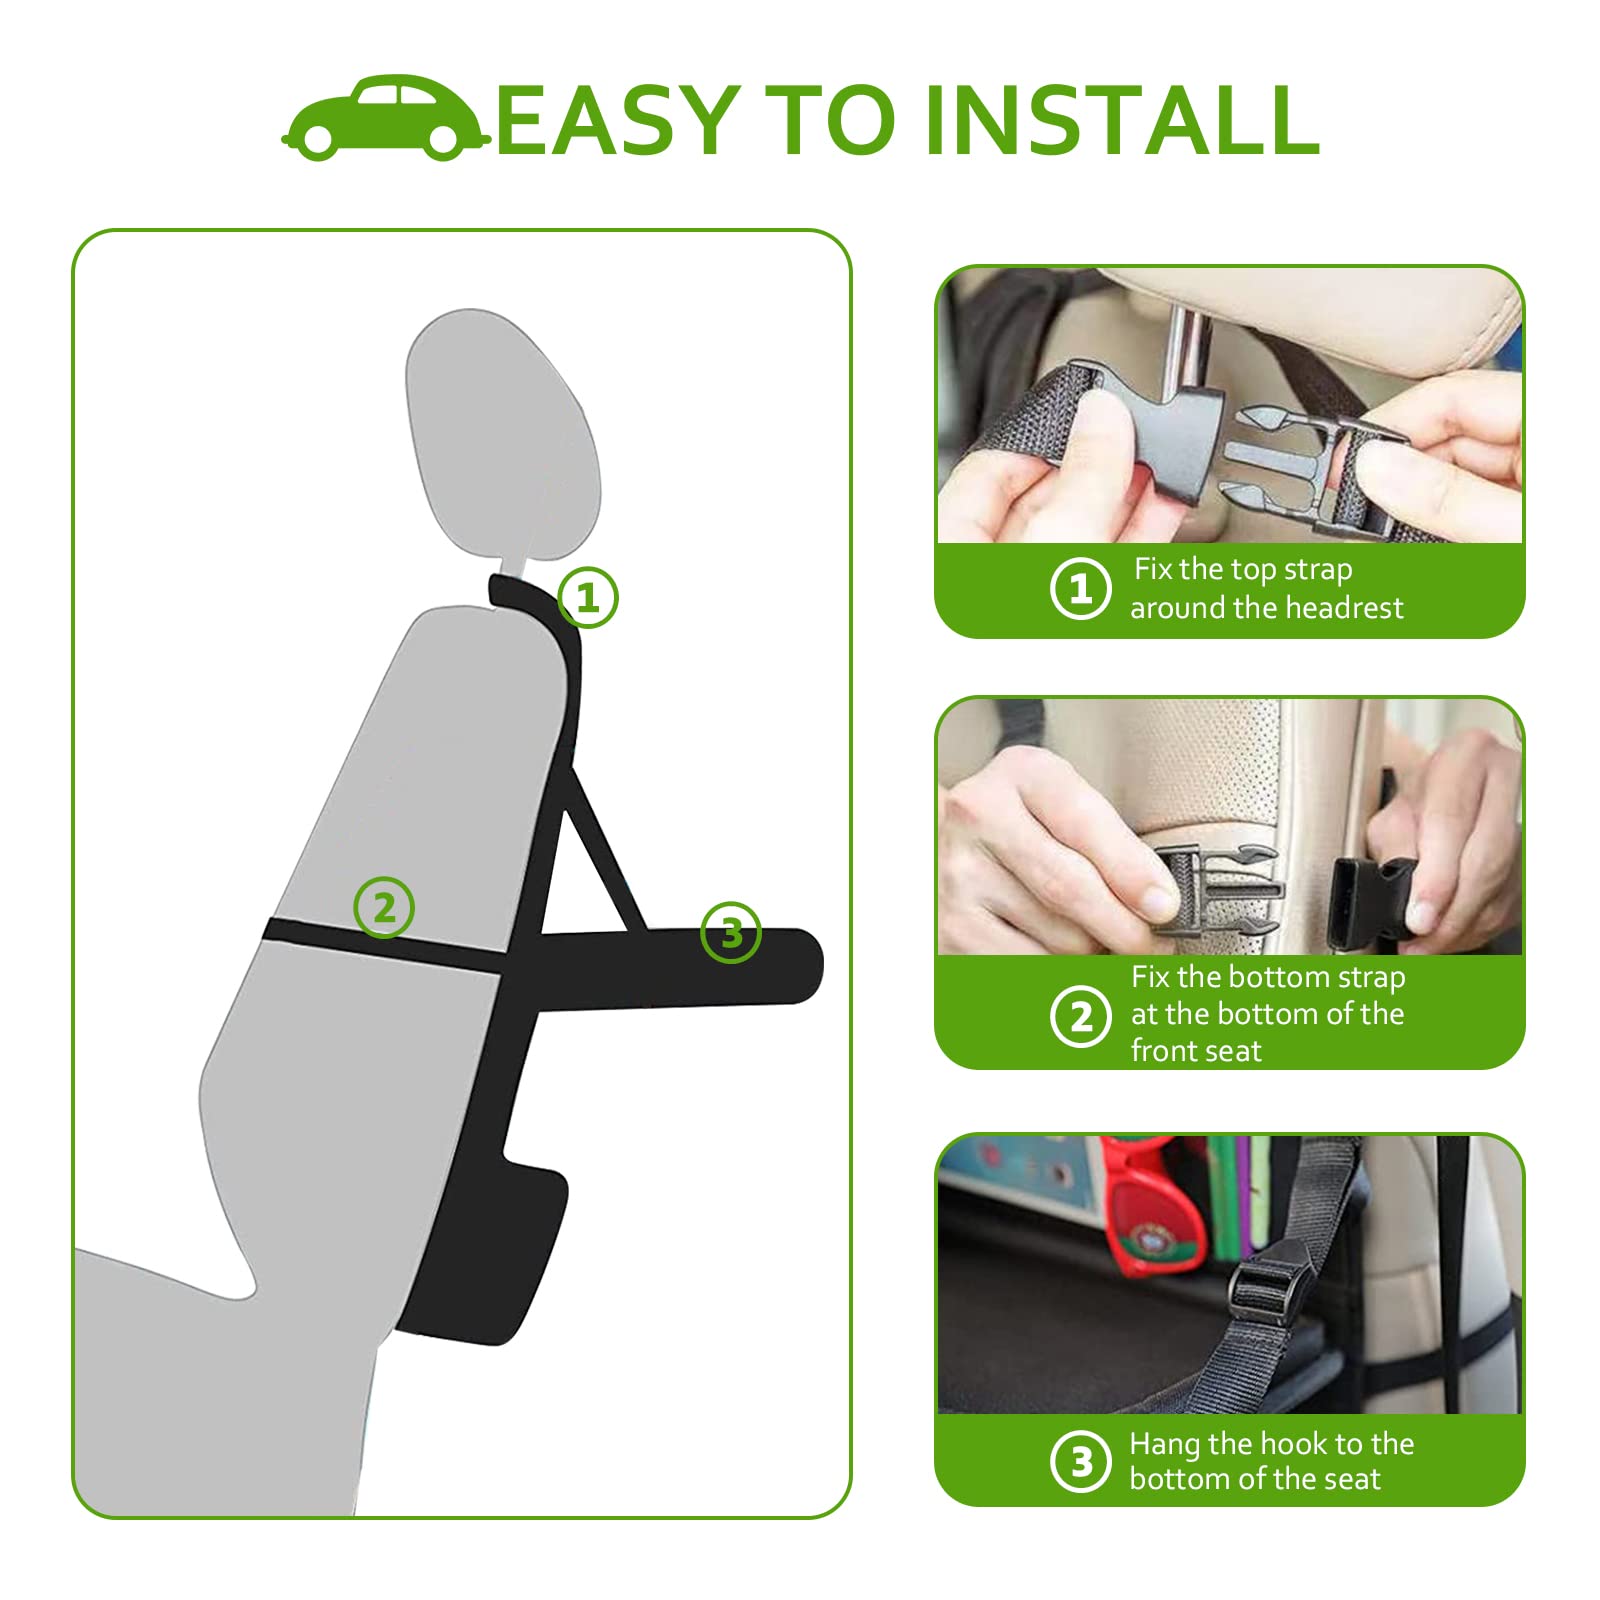 EASY TO INSTALL
1
2
3
1
Fix the top strap
around the headrest
2
Fix the bottom strap
at the bottom of the
front seat
3
Hang the hook to the
bottom of the seat